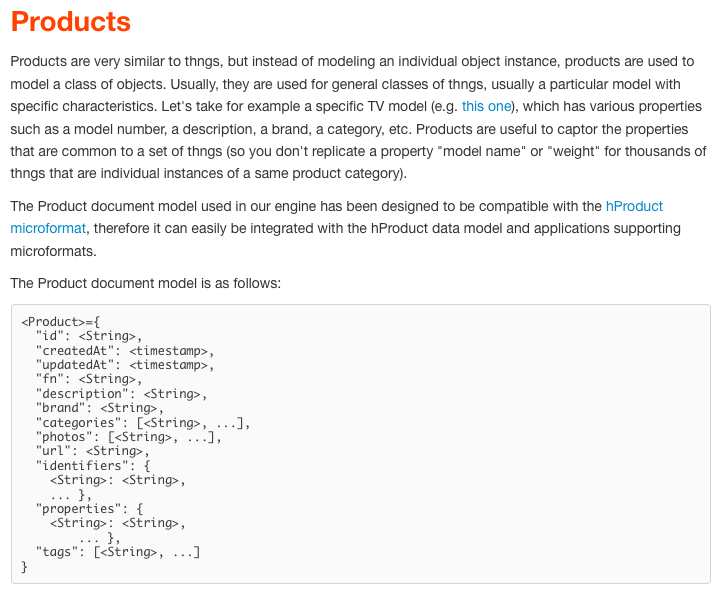 Products
Products are very similar to thngs, but instead of modeling an individual object instance, products are used to
model a class of objects. Usually, they are used for general classes of thngs, usually a particular model with
specific characteristics. Let's take for example a specific TV model (e.g. this one), which has various properties
such as a model number, a description, a brand, a category, etc. Products are useful to captor the properties
that are common to a set of thngs (so you don't replicate a property "model name" or "weight" for thousands of
thngs that are individual instances of a same product category).
The Product document model used in our engine has been designed to be compatible with the hProduct
microformat, therefore it can easily be integrated with the hProduct data model and applications supporting
microformats.
The Product document model is as follows:
<Product>={
  "id": <String>,
  "createdAt": <timestamp>,
  "updatedAt": <timestamp>,
  "fn": <String>,
  "description": <String>,
  "brand": <String>,
  "categories": [<String>, ...],
  "photos": [<String>, ...],
  "url": <String>,
  "identifiers": {
    <String>: <String>,
    ... },
  "properties": {
    <String>: <String>,
        ... },
  "tags": [<String>, ...]
}